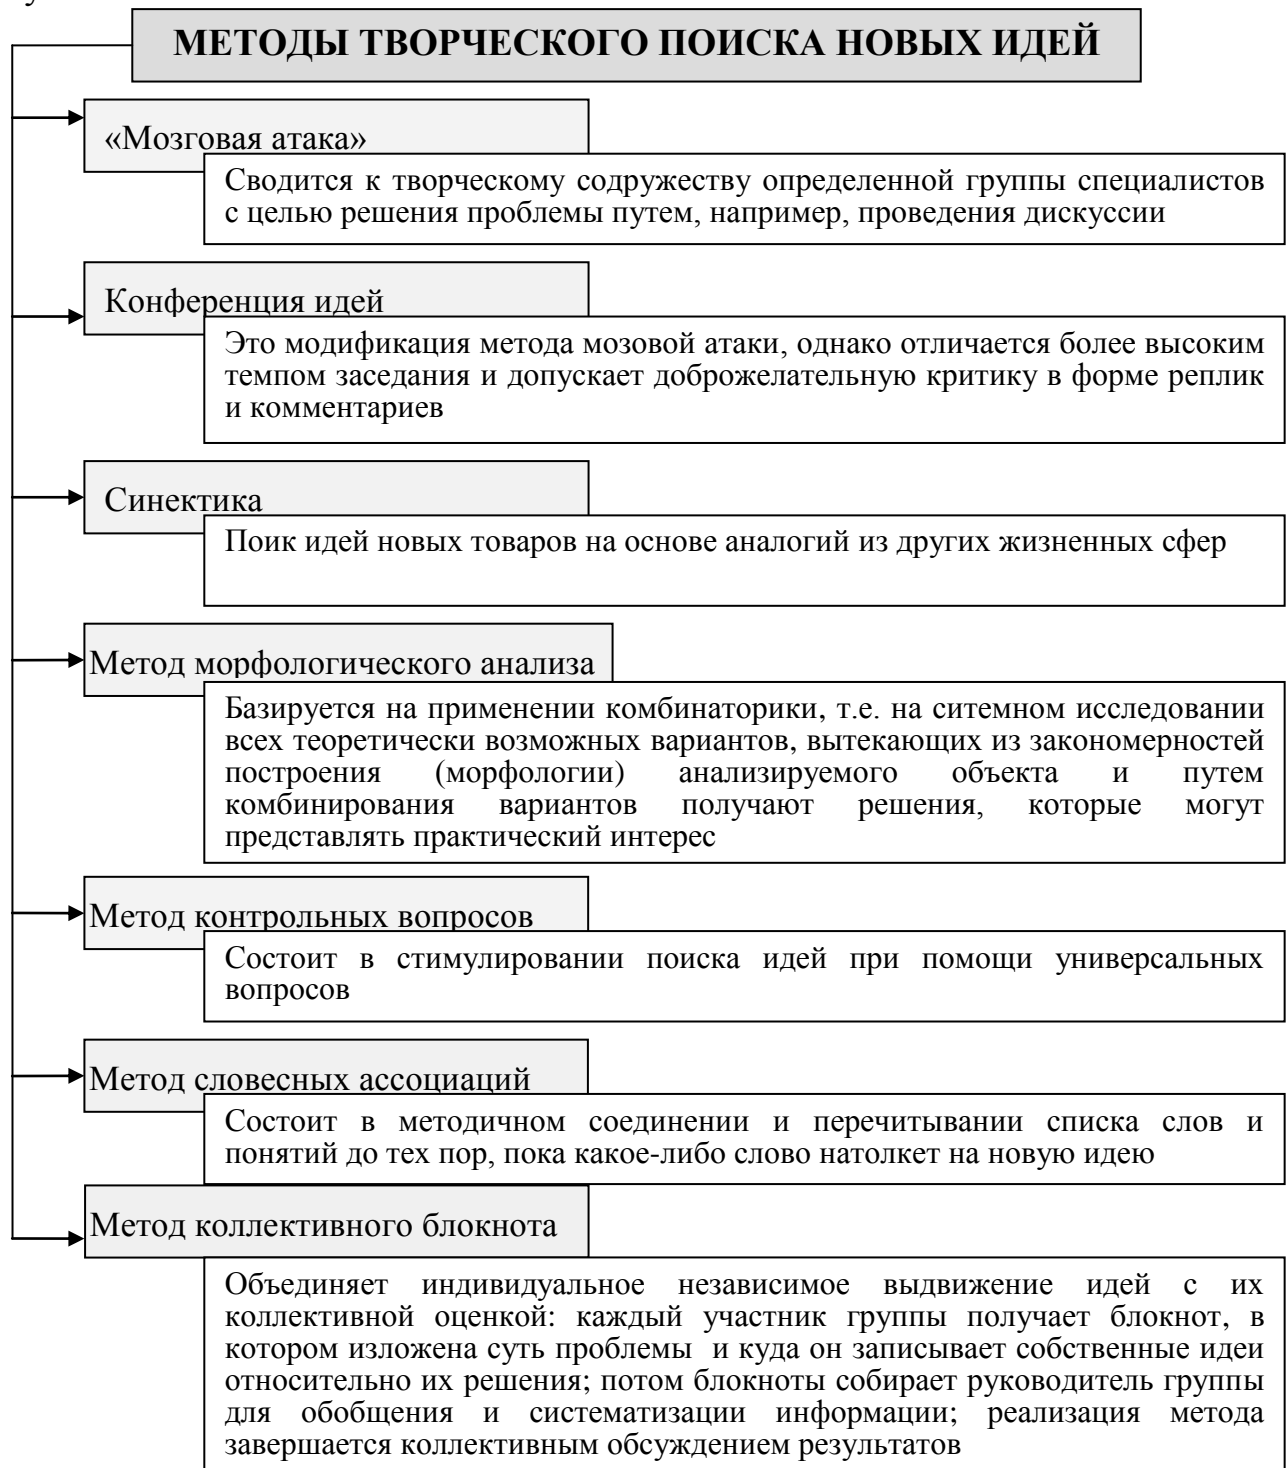 МЕТОДЫ ТВОРЧЕСКОГО ПОИСКА НОВЫХ ИДЕЙ
«Мозговая атака»
Сводится к творческому содружеству определенной группы специалистов
с целью решения проблемы путем, например, проведения дискуссии
Конференция идей
Это модификация метода мозовой атаки, однако отличается более высоким
темпом заседания и допускает доброжелательную критику в форме реплик
и комментариев
Синектика
Поик идей новых товаров на основе аналогий из других жизненных сфер
Метод морфологического анализа
Базируется на применении комбинаторики, т.е. на ситемном исследовании
всех теоретически возможных вариантов, вытекающих из закономерностей
построения (морфологии) анализируемого объекта и путем
комбинирования вариантов получают решения, которые могут
представлять практический интерес
Метод контрольных вопросов
Состоит в стимулировании поиска идей при помощи универсальных
вопросов
Метод словесных ассоциаций
Состоит в методичном соединении и перечитывании списка слов и
понятий до тех пор, пока какое-либо слово натолкет на новую идею
Метод коллективного блокнота
Объединяет индивидуальное независимое выдвижение идей с их
коллективной оценкой: каждый участник группы получает блокнот, в
котором изложена суть проблемы и куда он записывает собственные идеи
относительно их решения; потом блокноты собирает руководитель группы
для обобщения и систематизации информации; реализация метода
завершается коллективным обсуждением результатов